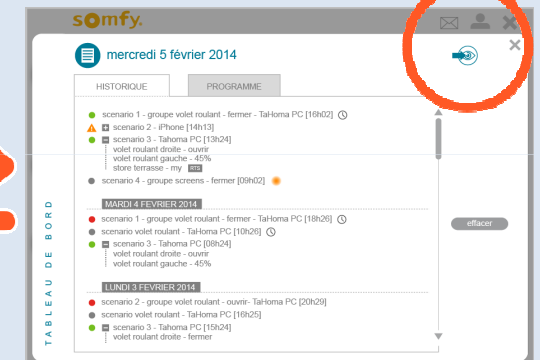 somfy.
mercredi 5 février 2014
HISTORIQUE
PROGRAMME
scenario 1 - groupe volet roulant - fermer - TaHoma PC [16h02]
scenario 2 - iPhone [14h13]
scenario 3 - Tahoma PC [13h24]
volet roulant droite - ouvrir
volet roulant gauche - 45%
store terrasse - my RTS
scenario 4 - groupe screens - fermer [09h02]
MARDI 4 FEVRIER 2014
scenario 1 - groupe volet roulant - fermer - TaHoma PC [18h26]
scenario volet roulant - TaHoma PC [10h26]
scenario 3 - Tahoma PC [08h24]
volet roulant droite - ouvrir
volet roulant gauche - 45%
LUNDI 3 FEVRIER 2014
scenario 2 - groupe volet roulant - ouvrir- TaHoma PC [20h29]
scenario volet roulant - TaHoma PC [16h25]
scenario 3 - Tahoma PC [15h24]
volet roulant droite - fermer
effacer
TABLEAU DE BORD